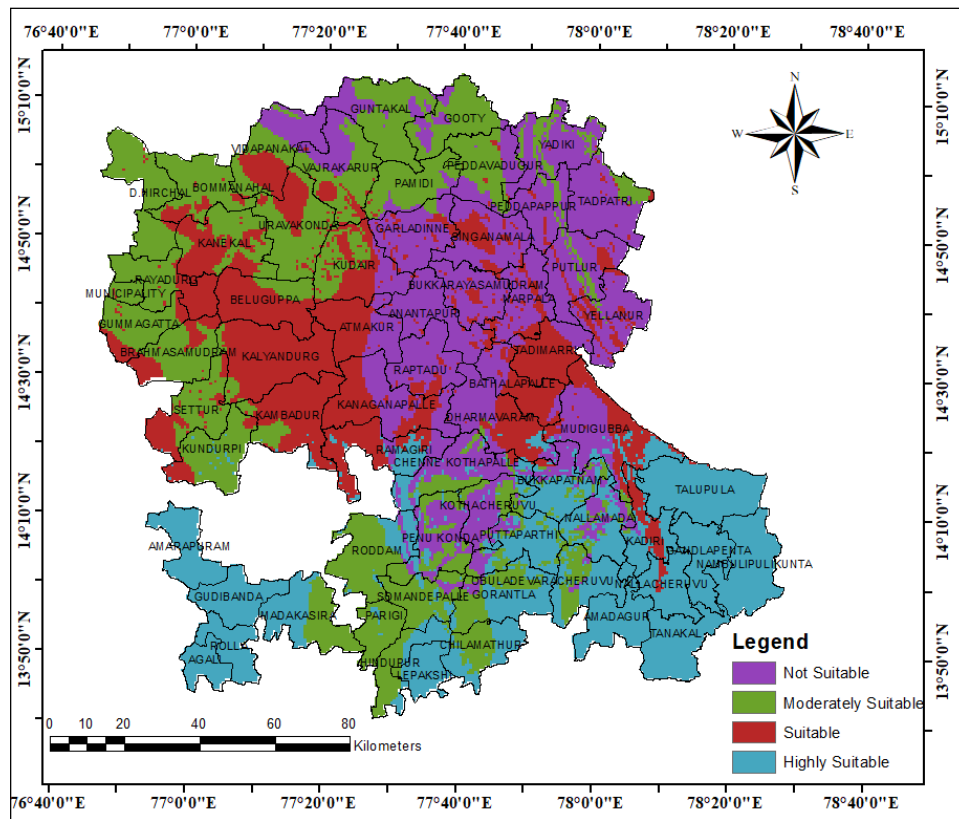 76°40'0"E 77°0'0"E 77°20'0"E 77°40'0"E 78°0'0"E 78°20'0"E 78°40'0"E
15°10'0"N
15°10'0"N
14°50'0"N
14°50'0"N
14°30'0"N
14°30'0"N
14°10'0"N
14°10'0"N
13°50'0"N
13°50'0"N
N
W E
S
GUNTAKAL
GOOTY
YADIKI
VIDAPANAKAL
VAJRAKARUR
PEDDAVADUGUR
PAMIDI
D.HIRCHAL
BOMMANAHAL
PEDDAPAPPUR
TADPATRI
URAVAKONDA
GARLADINNE
SINGANAMALA
KANEKAL
KUDAIR
PUTLUR
RAYADURG
MUNICIPALITY
BELUGUPPA
BUKKARAYASAMUDRAM
NARPALA
ANANTAPUR
YELLANUR
GUMMAGATTA
ATMAKUR
BRAHMASAMUDRAM
KALYANDURG
TADIMARRI
RAPTADU
BATHALAPALLE
SETTUR
KAMBADUR
KANAGANAPALLE
DHARMAVARAM
MUDIGUBBA
KUNDURPI
RAMAGIRI
CHENNE KOTHAPALLE
BUKKAPATNAM
TALUPULA
KOTHACHERUVU
NALLAMADA
AMARAPURAM
PENU KONDA
PUTTAPARTHI
KADIRI
RODDAM
GANDLAPENTA
NAMBULIPULIKUNTA
UBULADEVARACHERUVU
NALLACHERUVU
GUDIBANDA
SOMANDEPALLE
GORANTLA
MADAKASIRA
PARIGI
AMADAGUR
TANAKAL
ROLLA
CHILAMATHUR
AGALI
HINDUPUR
LEPAKSHI
Legend
Not Suitable
Moderately Suitable
Suitable
Highly Suitable
0 10 20 40 60 80
Kilometers
76°40'0"E 77°0'0"E 77°20'0"E 77°40'0"E 78°0'0"E 78°20'0"E 78°40'0"E